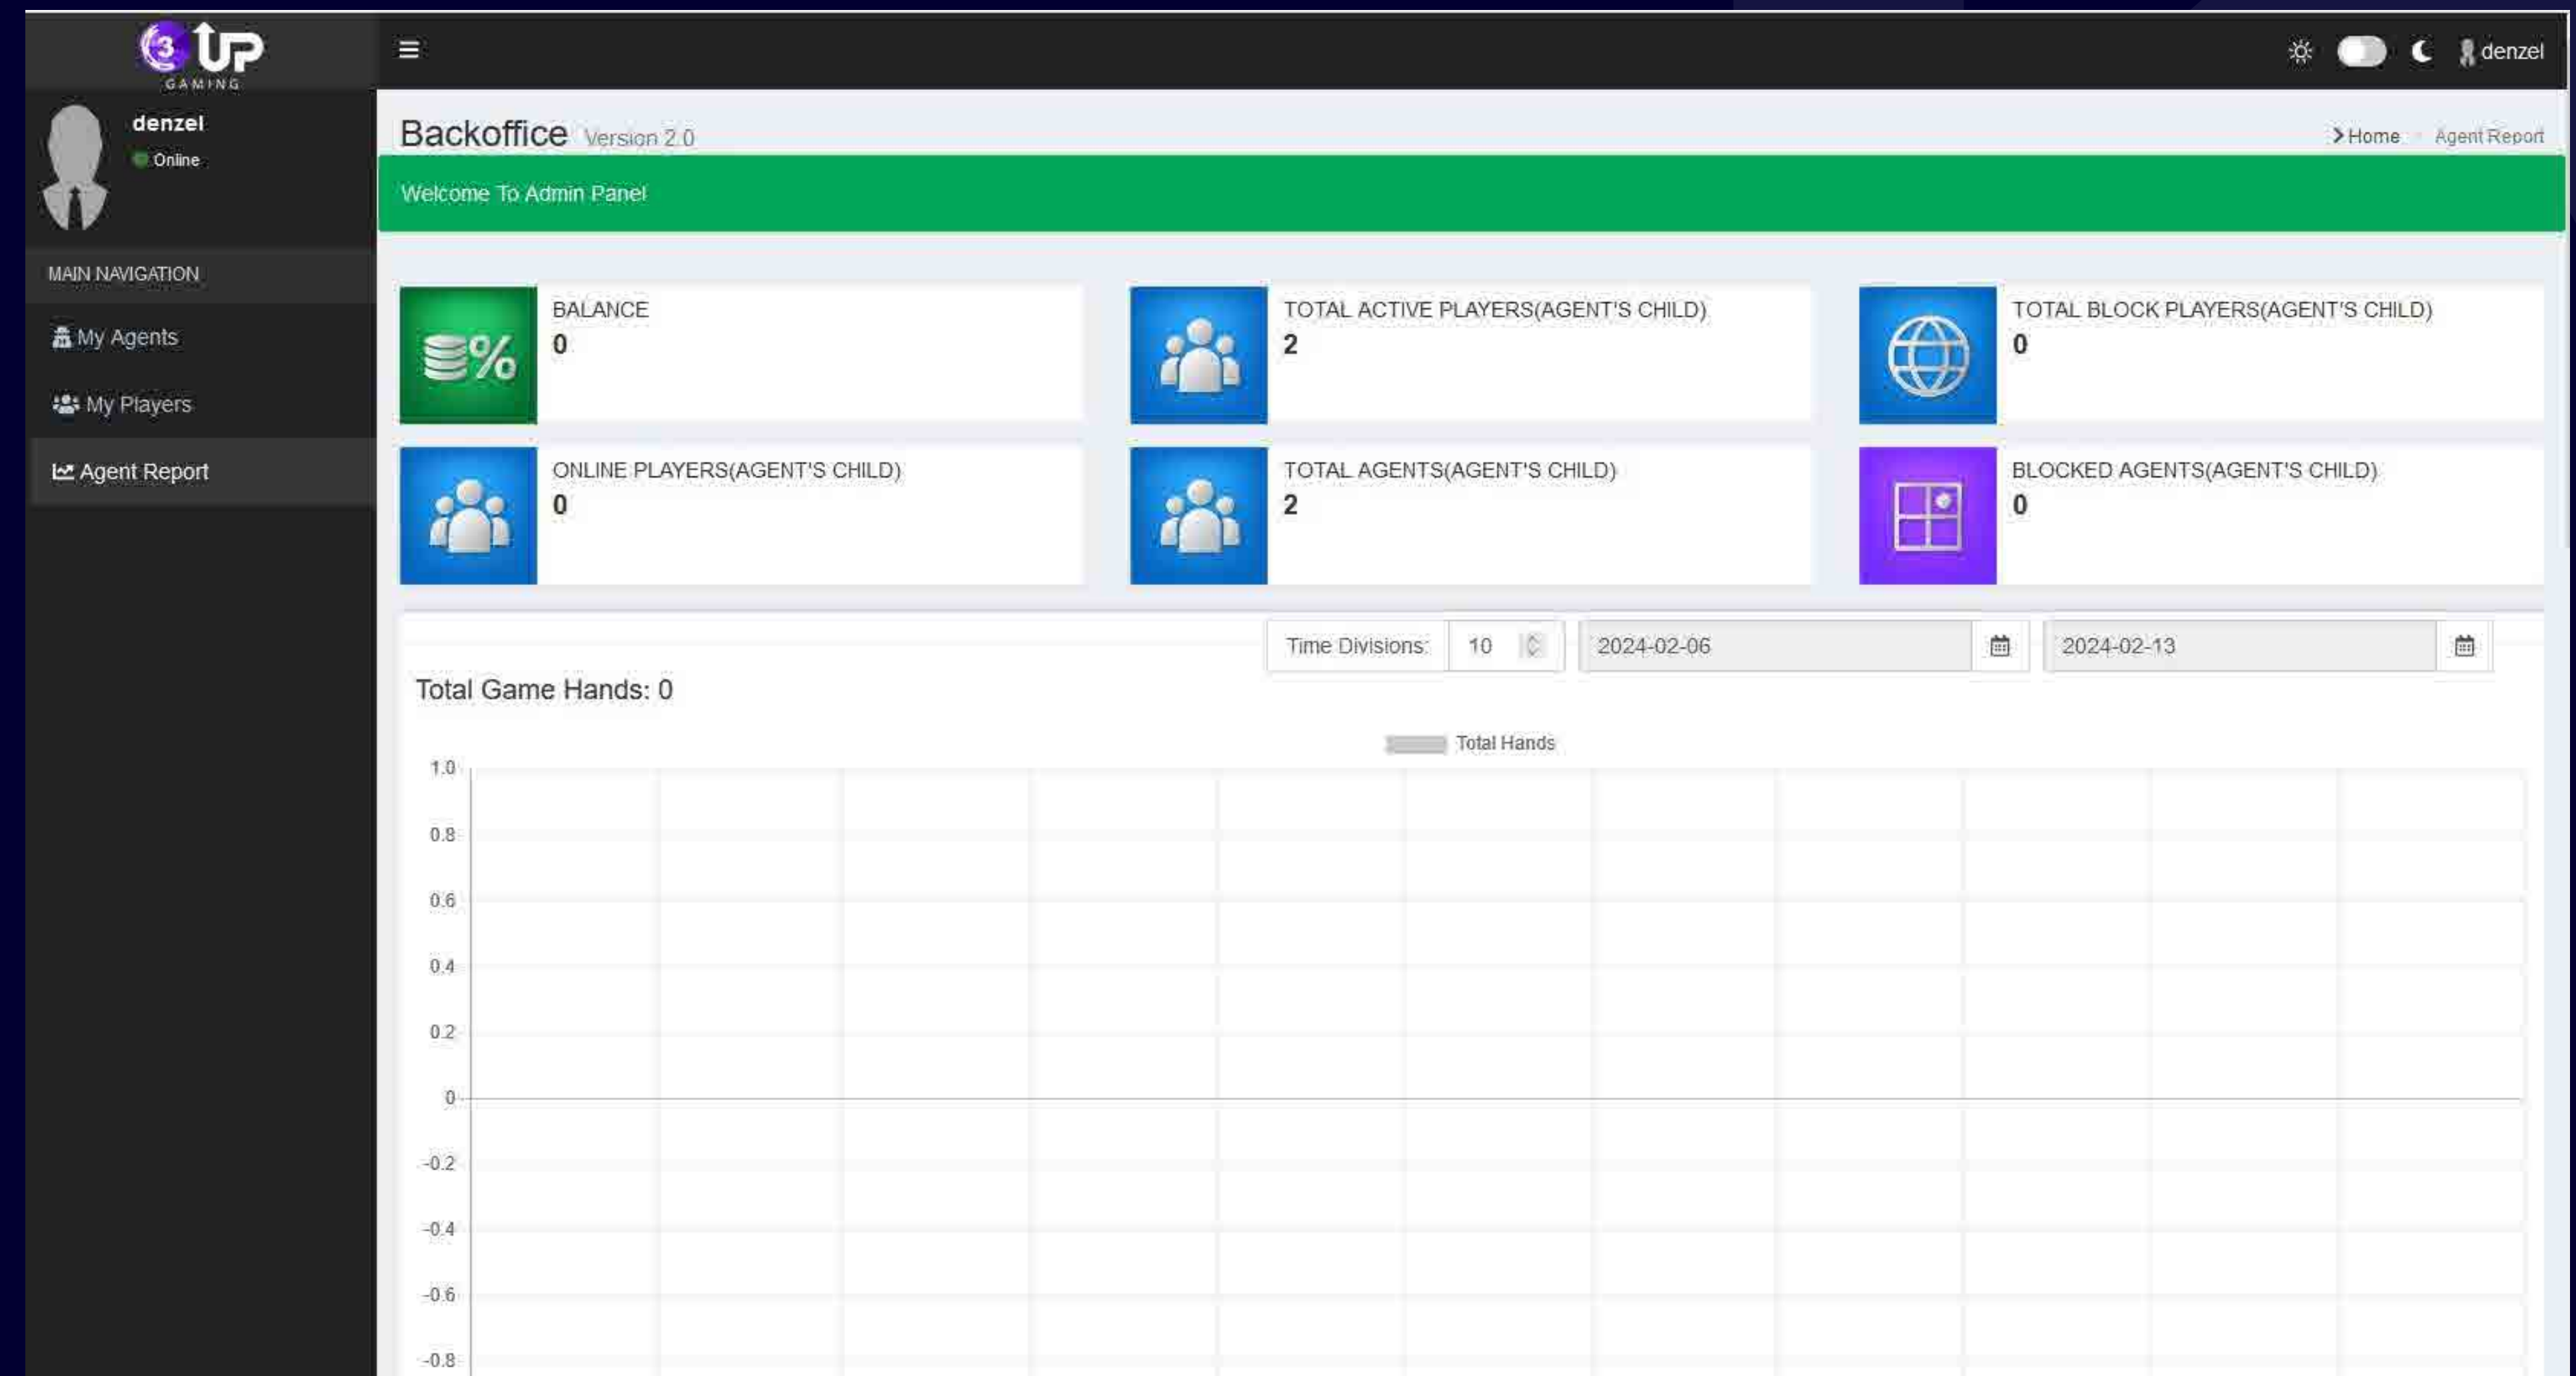 3 UP
GAMING
denzel
denzel
Online
Backoffice Version 2.0
Home Agent Report
Welcome To Admin Panel
MAIN NAVIGATION
My Agents
My Players
Agent Report
BALANCE
0
TOTAL ACTIVE PLAYERS(AGENT'S CHILD)
2
TOTAL BLOCK PLAYERS(AGENT'S CHILD)
0
ONLINE PLAYERS(AGENT'S CHILD)
0
TOTAL AGENTS(AGENT'S CHILD)
2
BLOCKED AGENTS(AGENT'S CHILD)
0
Time Divisions: 10 2024-02-06 2024-02-13
Total Game Hands: 0
Total Hands
1.0
0.8
0.6
0.4
0.2
0
-0.2
-0.4
-0.6
-0.8